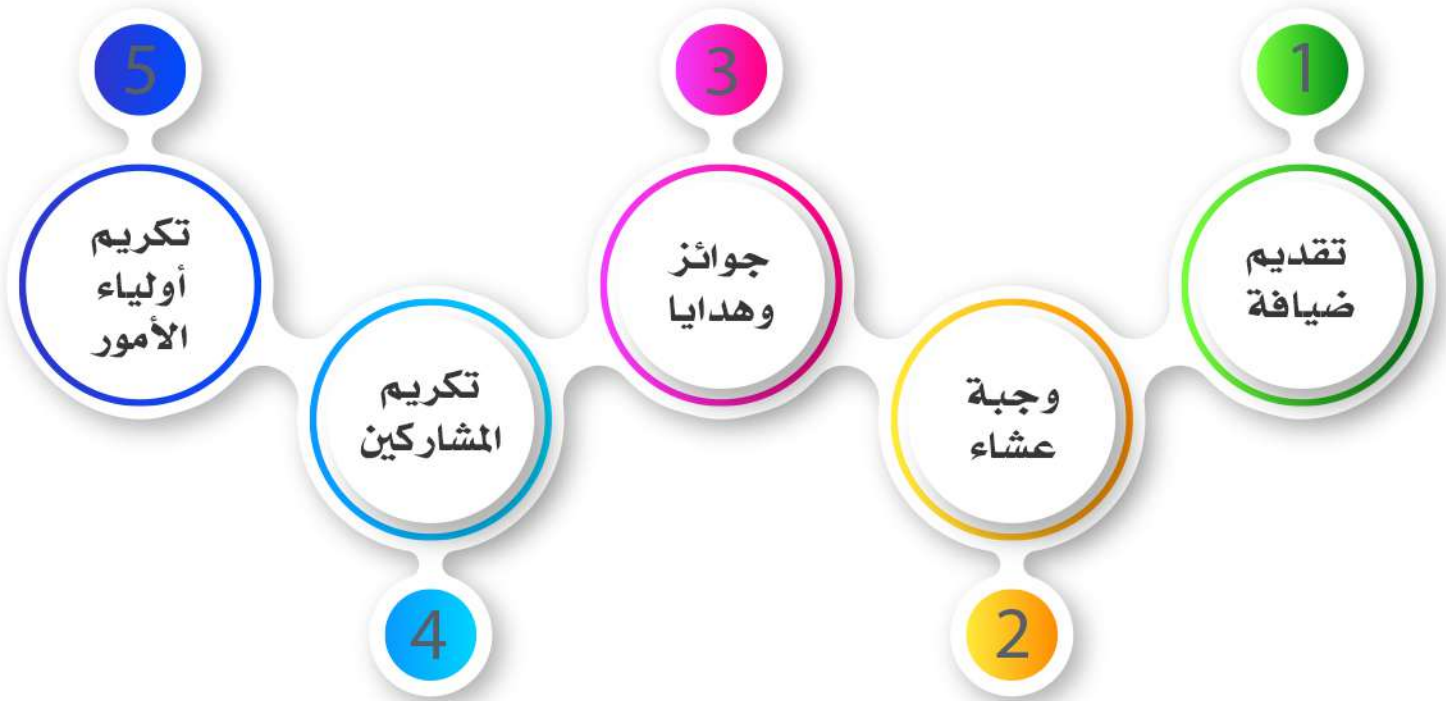 1
تقديم
ضيافة
2
وجبة
عشاء
3
جوائز
وهدايا
4
تكريم
المشاركين
5
تكريم
أولياء
الأمور